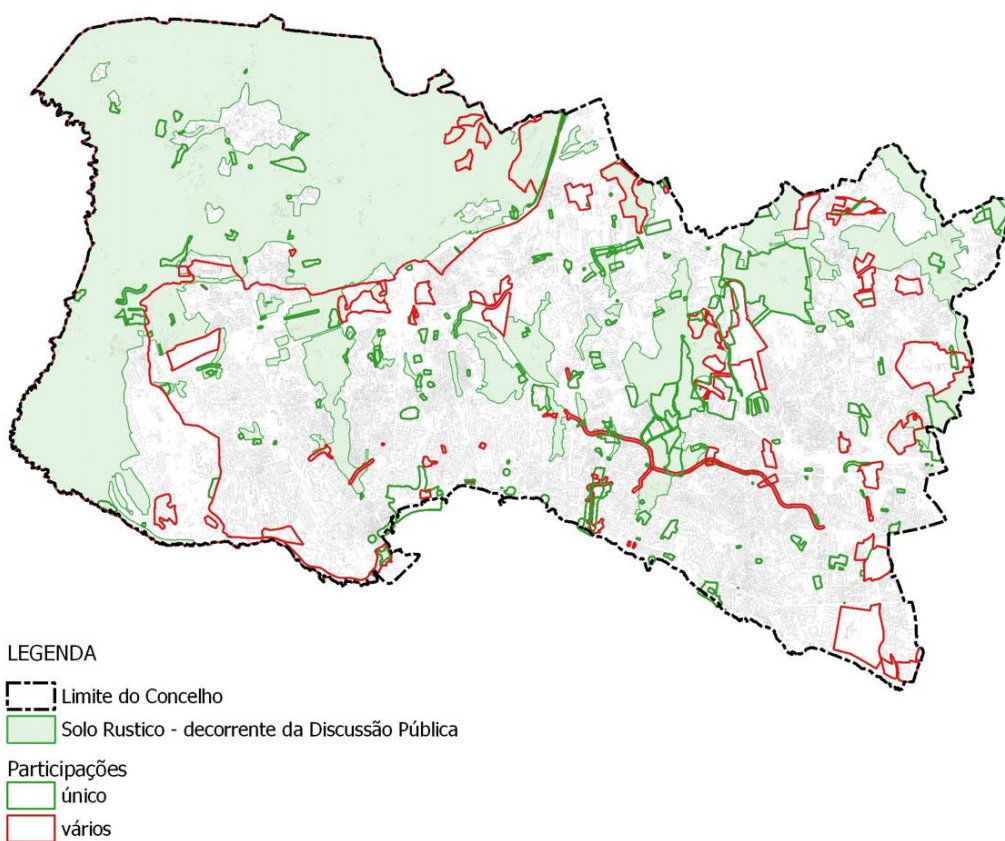 LEGENDA
Limite do Concelho
Solo Rustico - decorrente da Discussão Pública
Participações
único
vários